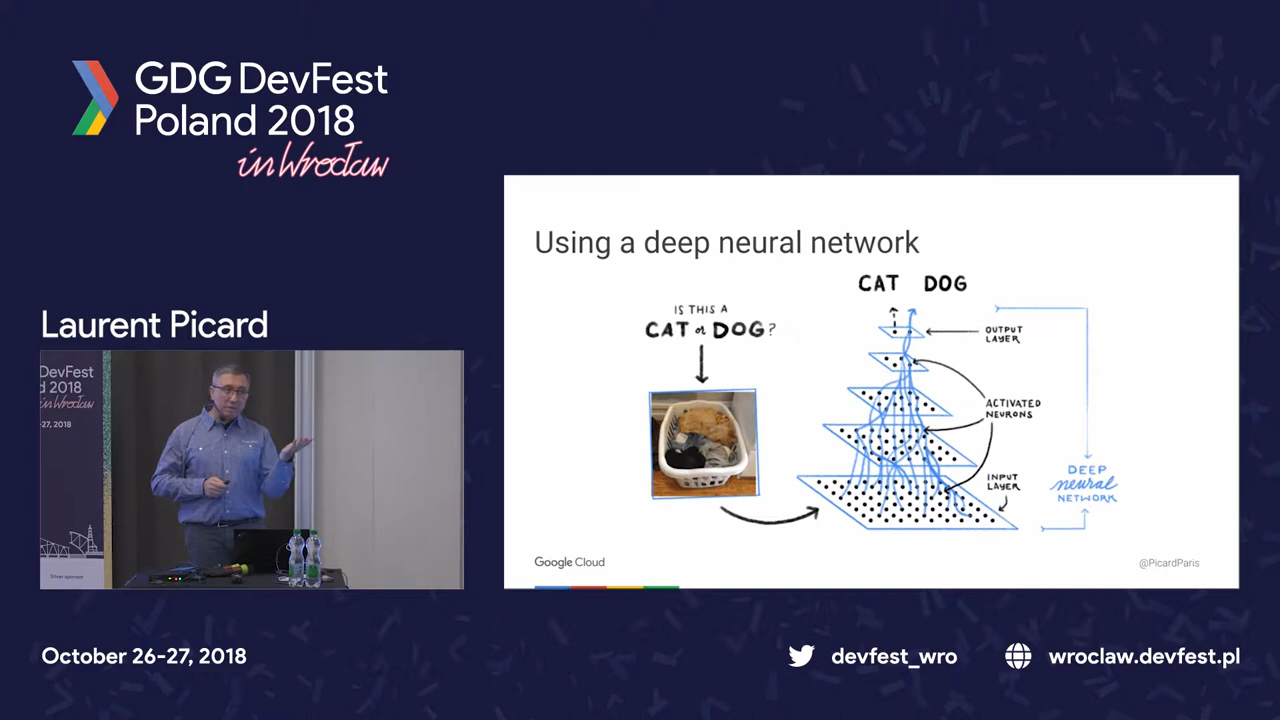 GDG DevFest
Poland 2018
in Wrocław
Laurent Picard
DevFest
d 2018
in Wrocław
-27, 2018
Silver sponsor
Using a deep neural network
CAT DOG
IS THIS A
CAT or DOG?
OUTPUT
LAYER
ACTIVATED
NEURONS
INPUT
LAYER
DEEP
neural
NETWORK
Google Cloud
@PicardParis
October 26-27, 2018
devfest_wro
wroclaw.devfest.pl